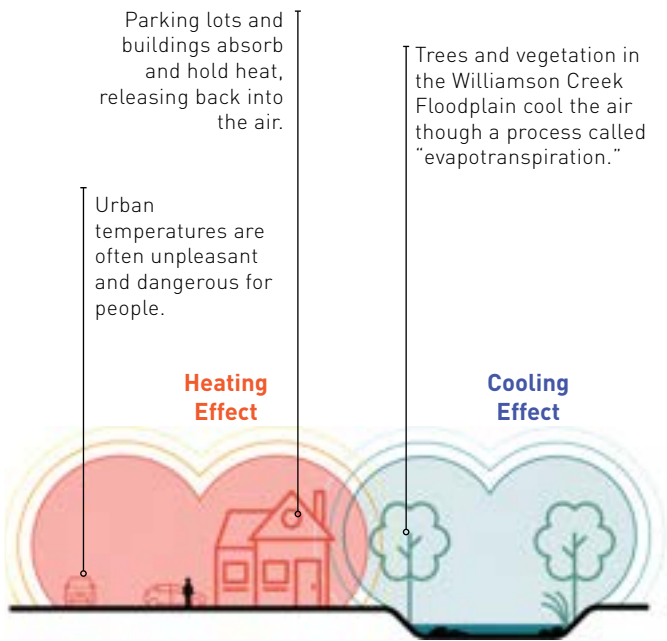 Parking lots and
buildings absorb
and hold heat,
releasing back into
the air.
Trees and vegetation in
the Williamson Creek
Floodplain cool the air
though a process called
“evapotranspiration.”
Urban
temperatures are
often unpleasant
and dangerous for
people.
Heating
Effect
Cooling
Effect